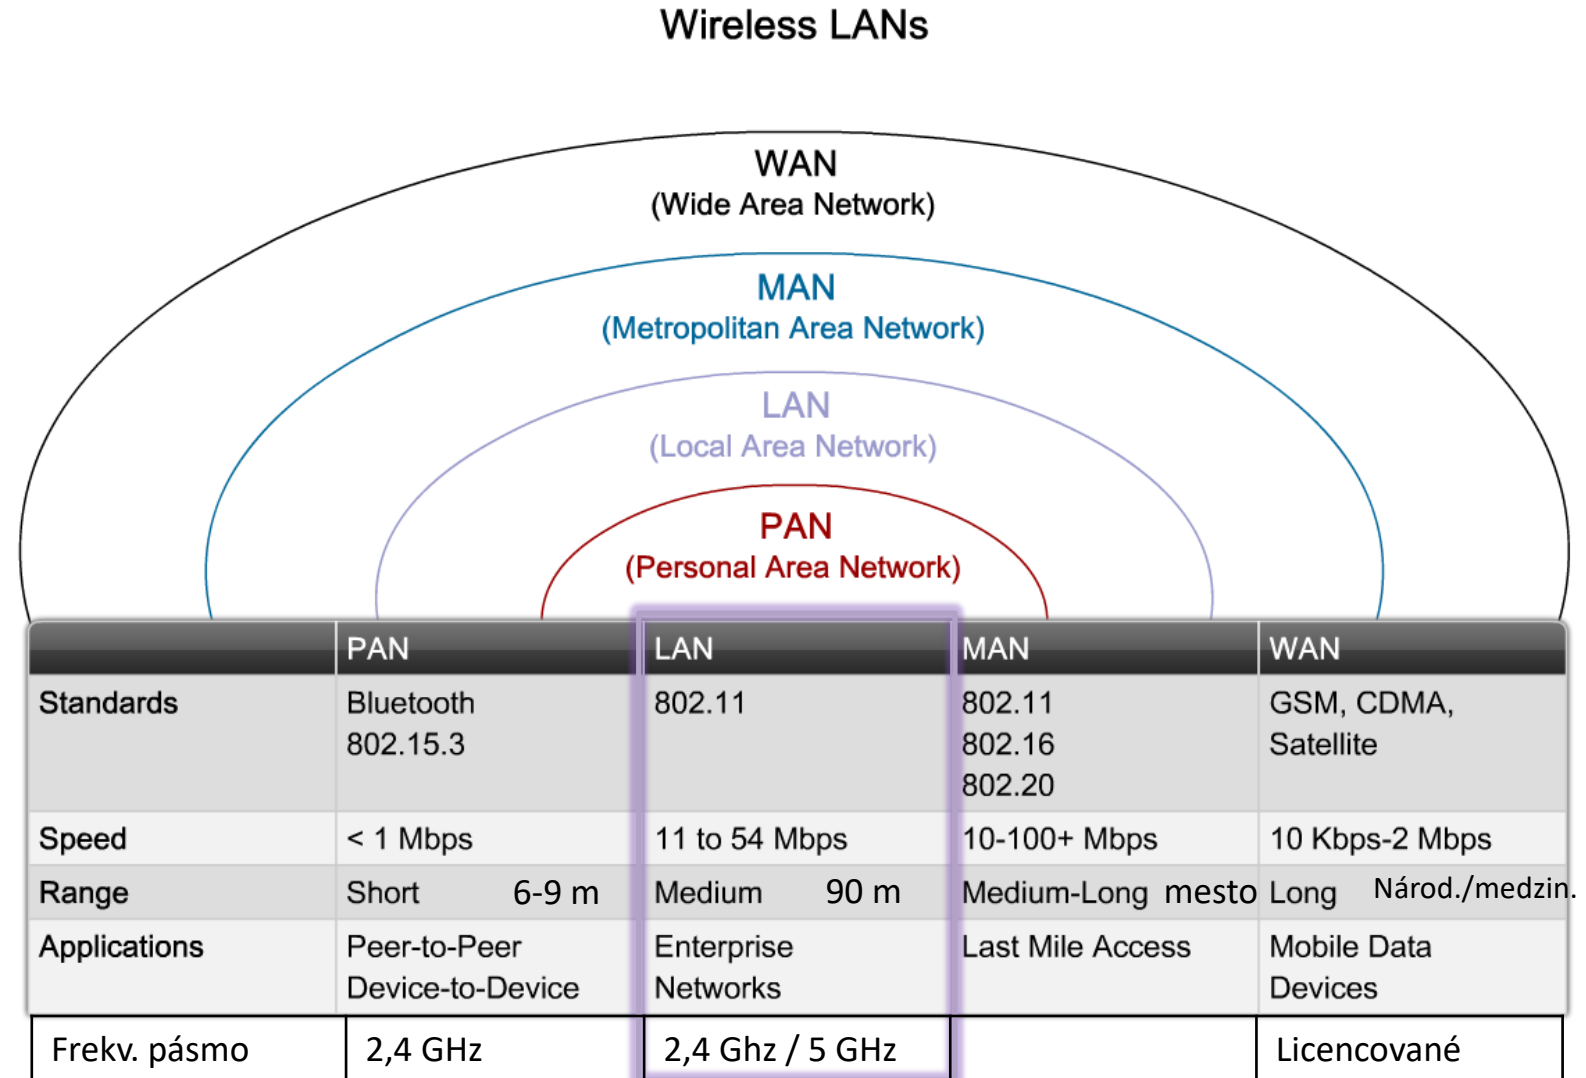 Wireless LANs
WAN
(Wide Area Network)
MAN
(Metropolitan Area Network)
LAN
(Local Area Network)
PAN
(Personal Area Network)
PAN LAN MAN WAN
Standards Bluetooth 802.11 802.11 GSM, CDMA,
802.15.3 802.16 Satellite
802.20
Speed < 1 Mbps 11 to 54 Mbps 10-100+ Mbps 10 Kbps-2 Mbps
Range Short 6-9 m Medium 90 m Medium-Long mesto Long Národ./medzin.
Applications Peer-to-Peer Enterprise Last Mile Access Mobile Data
Device-to-Device Networks Devices
Frekv. pásmo 2,4 GHz 2,4 Ghz / 5 GHz Licencované